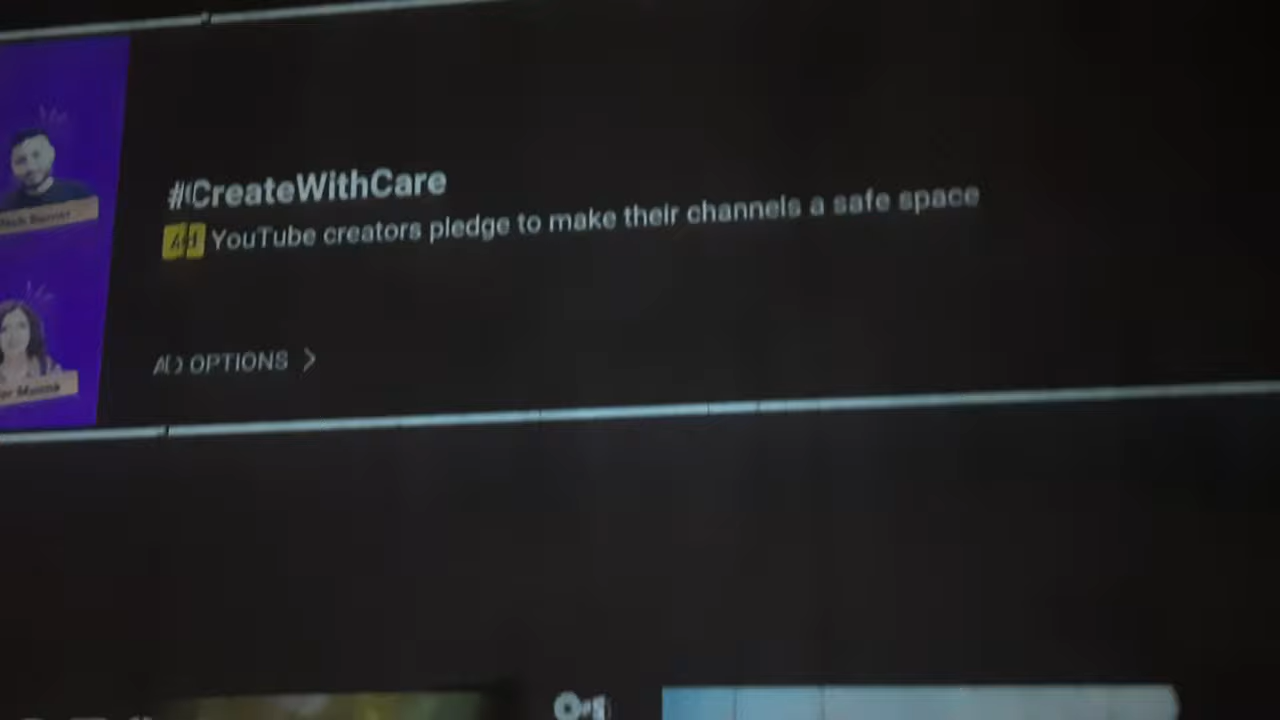 #CreateWithCare
Ad YouTube creators pledge to make their channels a safe space
AD OPTIONS